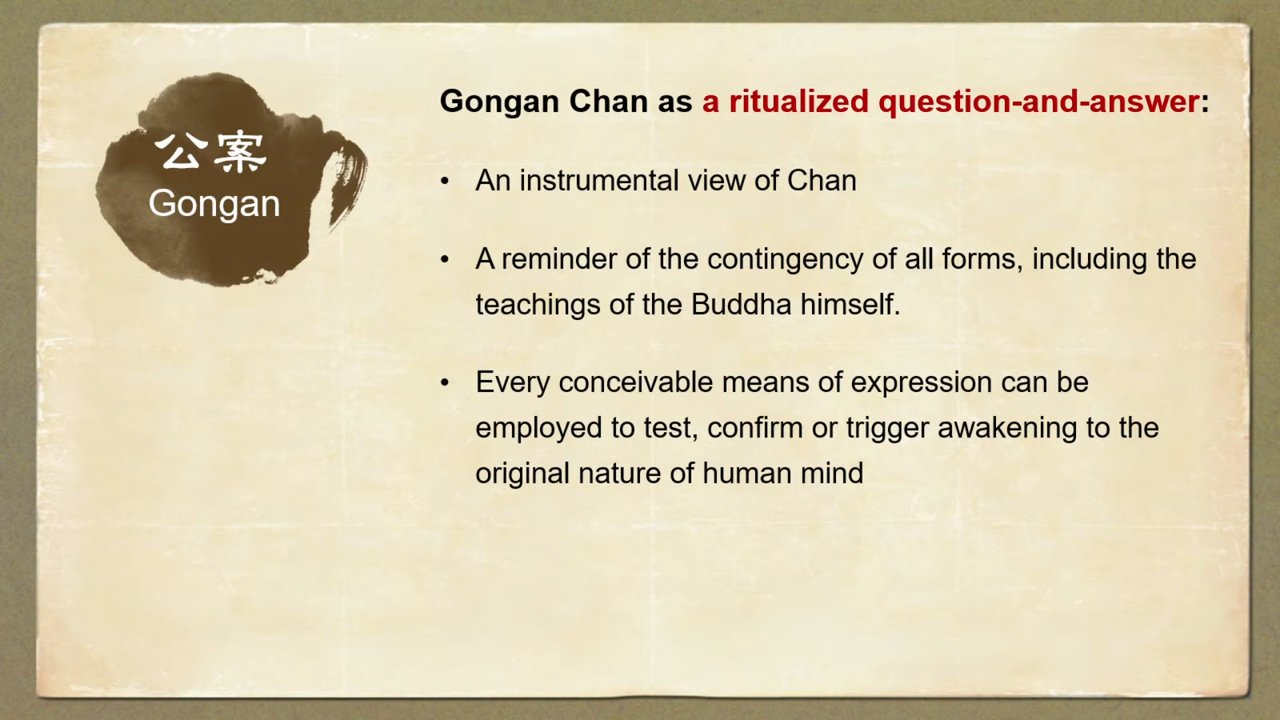 公案
Gongan
Gongan Chan as a ritualized question-and-answer:
• An instrumental view of Chan
• A reminder of the contingency of all forms, including the
teachings of the Buddha himself.
• Every conceivable means of expression can be
employed to test, confirm or trigger awakening to the
original nature of human mind